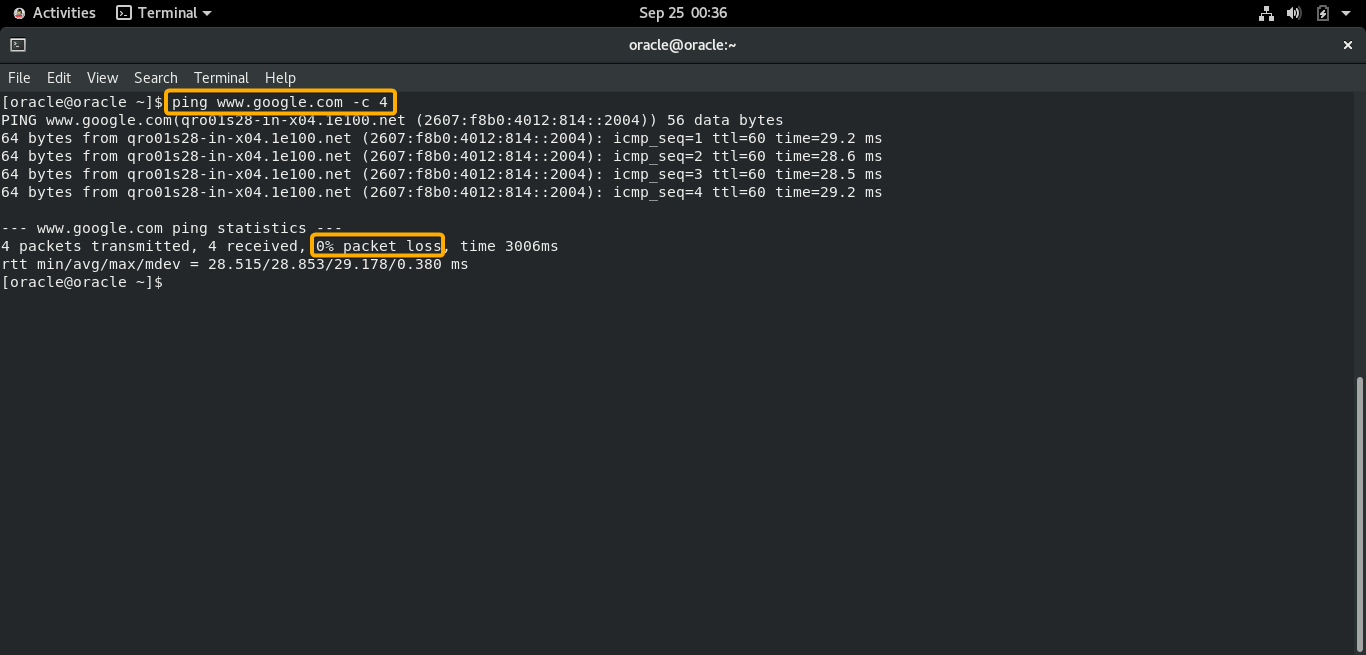 Activities Terminal Sep 25 00:36
oracle@oracle:~
File Edit View Search Terminal Help
[oracle@oracle ~]$ ping www.google.com -c 4
PING www.google.com(qro01s28-in-x04.1e100.net (2607:f8b0:4012:814::2004)) 56 data bytes
64 bytes from qro01s28-in-x04.1e100.net (2607:f8b0:4012:814::2004): icmp_seq=1 ttl=60 time=29.2 ms
64 bytes from qro01s28-in-x04.1e100.net (2607:f8b0:4012:814::2004): icmp_seq=2 ttl=60 time=28.6 ms
64 bytes from qro01s28-in-x04.1e100.net (2607:f8b0:4012:814::2004): icmp_seq=3 ttl=60 time=28.5 ms
64 bytes from qro01s28-in-x04.1e100.net (2607:f8b0:4012:814::2004): icmp_seq=4 ttl=60 time=29.2 ms
--- www.google.com ping statistics ---
4 packets transmitted, 4 received, 0% packet loss, time 3006ms
rtt min/avg/max/mdev = 28.515/28.853/29.178/0.380 ms
[oracle@oracle ~]$